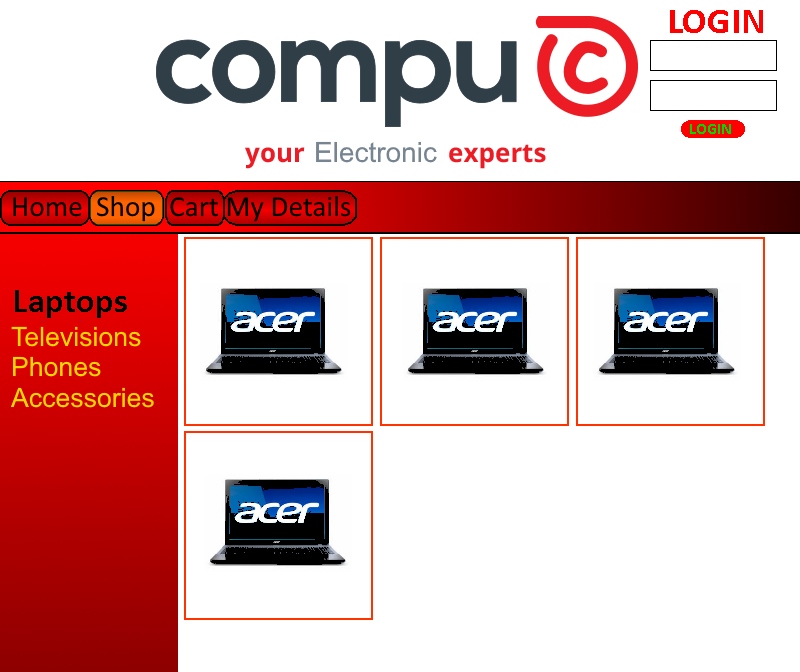 compu C
LOGIN
your Electronic experts
LOGIN
Home Shop Cart My Details
Laptops
Televisions
Phones
Accessories
acer acer acer
acer